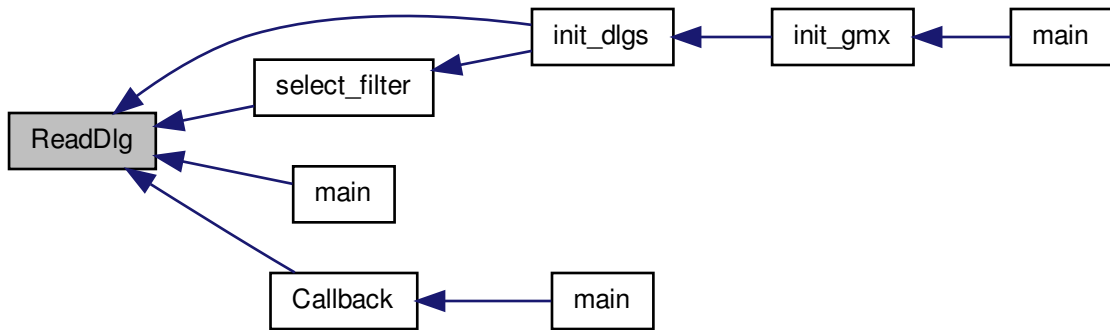 init_dlgs
init_gmx
main
select_filter
ReadDlg
main
Callback
main